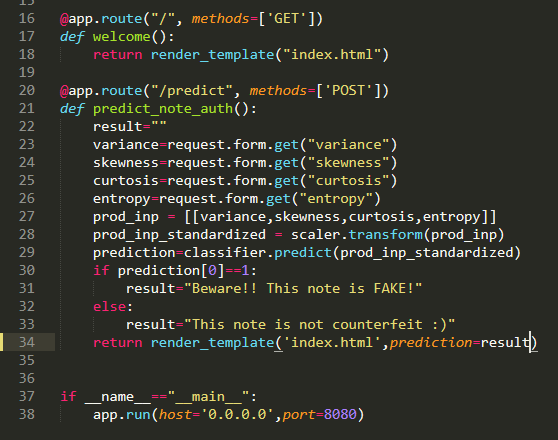 16 @app.route("/", methods=['GET'])
17 def welcome():
18     return render_template("index.html")
19
20 @app.route("/predict", methods=['POST'])
21 def predict_note_auth():
22     result=""
23     variance=request.form.get("variance")
24     skewness=request.form.get("skewness")
25     curtosis=request.form.get("curtosis")
26     entropy=request.form.get("entropy")
27     prod_inp = [[variance,skewness,curtosis,entropy]]
28     prod_inp_standardized = scaler.transform(prod_inp)
29     prediction=classifier.predict(prod_inp_standardized)
30     if prediction[0]==1:
31         result="Beware!! This note is FAKE!"
32     else:
33         result="This note is not counterfeit :)"
34     return render_template('index.html',prediction=result)
35
36
37 if __name__=="__main__":
38     app.run(host='0.0.0.0',port=8080)